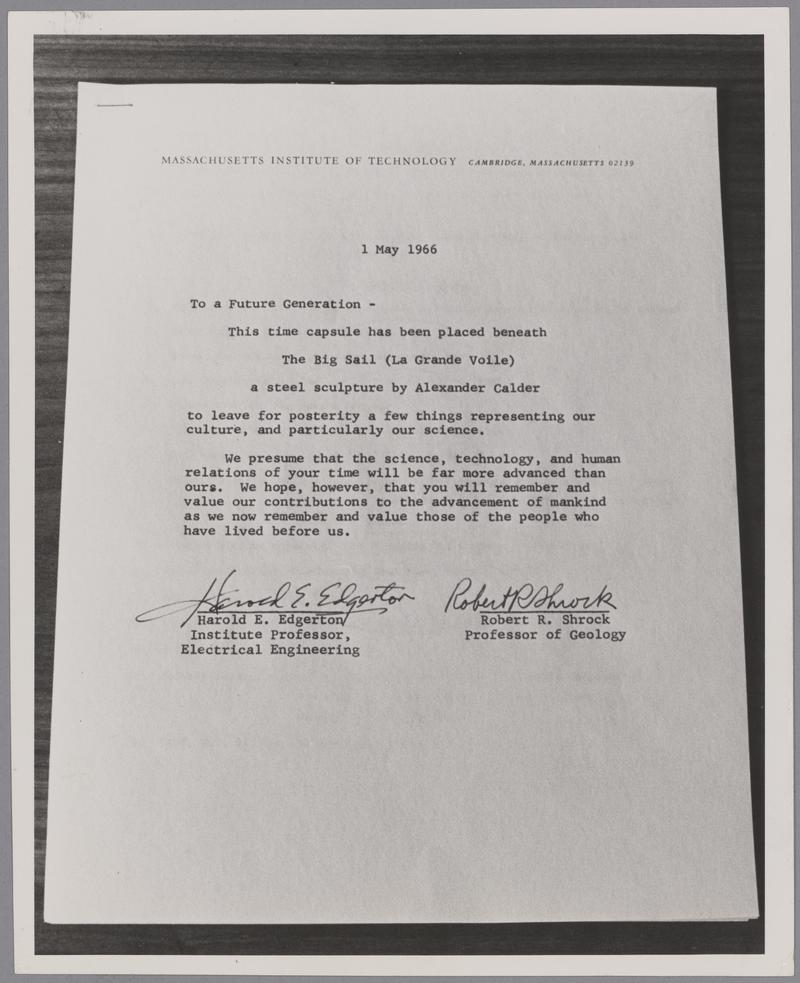 MASSACHUSETTS INSTITUTE OF TECHNOLOGY CAMBRIDGE, MASSACHUSETTS 02139
1 May 1966
To a Future Generation -
This time capsule has been placed beneath
The Big Sail (La Grande Voile)
a steel sculpture by Alexander Calder
to leave for posterity a few things representing our
culture, and particularly our science.
We presume that the science, technology, and human
relations of your time will be far more advanced than
ours. We hope, however, that you will remember and
value our contributions to the advancement of mankind
as we now remember and value those of the people who
have lived before us.
Harold E. Edgerton Robert R Shrock
Harold E. Edgerton Robert R. Shrock
Institute Professor, Professor of Geology
Electrical Engineering